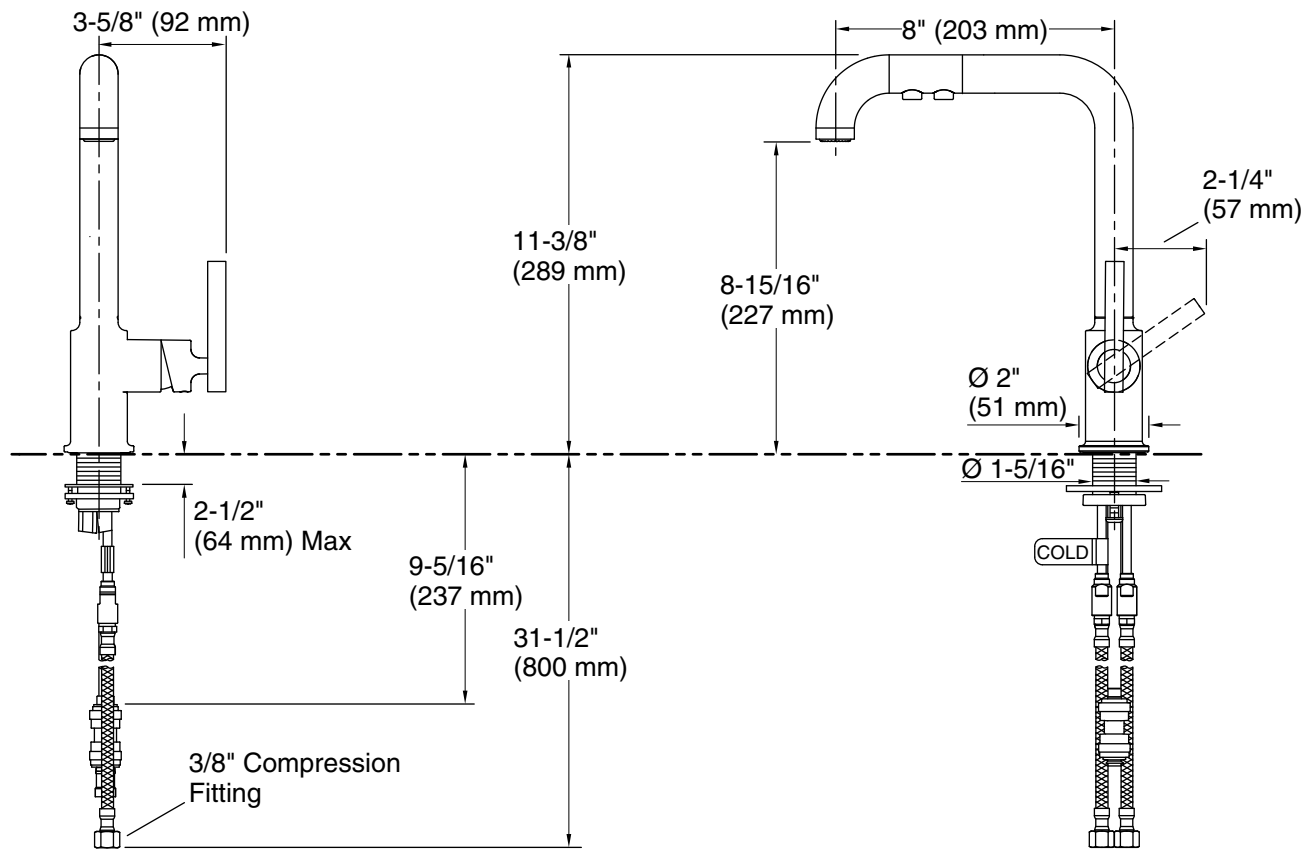 3-5/8" (92 mm)
8" (203 mm)
2-1/4"
(57 mm)
11-3/8"
(289 mm)
8-15/16"
(227 mm)
Ø 2"
(51 mm)
Ø 1-5/16"
2-1/2"
(64 mm) Max
COLD
9-5/16"
(237 mm)
31-1/2"
(800 mm)
3/8" Compression
Fitting